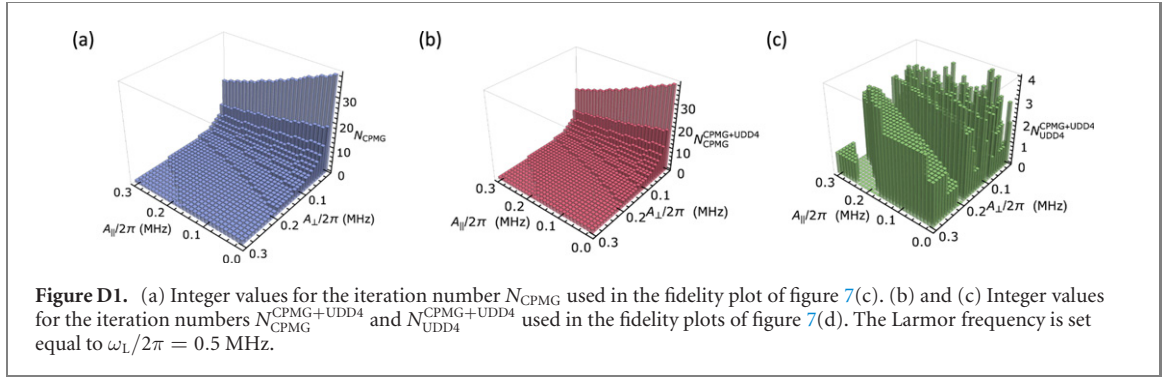 (a)
(b)
(c)
30
20
10
0
N_CPMG
0.3
0.2
0.1
0.0
A_∥/2π (MHz)
0.1
0.2
0.3
A_⊥/2π (MHz)
30
20
10
0
N_CPMG^CPMG+UDD4
0.3
0.2
0.1
0.0
A_∥/2π (MHz)
0.1
0.2
0.3
A_⊥/2π (MHz)
4
3
2
1
0
N_UDD4^CPMG+UDD4
0.3
0.2
0.1
0.0
A_∥/2π (MHz)
0.1
0.2
0.3
A_⊥/2π (MHz)
Figure D1. (a) Integer values for the iteration number N_CPMG used in the fidelity plot of figure 7(c). (b) and (c) Integer values
for the iteration numbers N_CPMG^CPMG+UDD4 and N_UDD4^CPMG+UDD4 used in the fidelity plots of figure 7(d). The Larmor frequency is set
equal to ω_L/2π = 0.5 MHz.